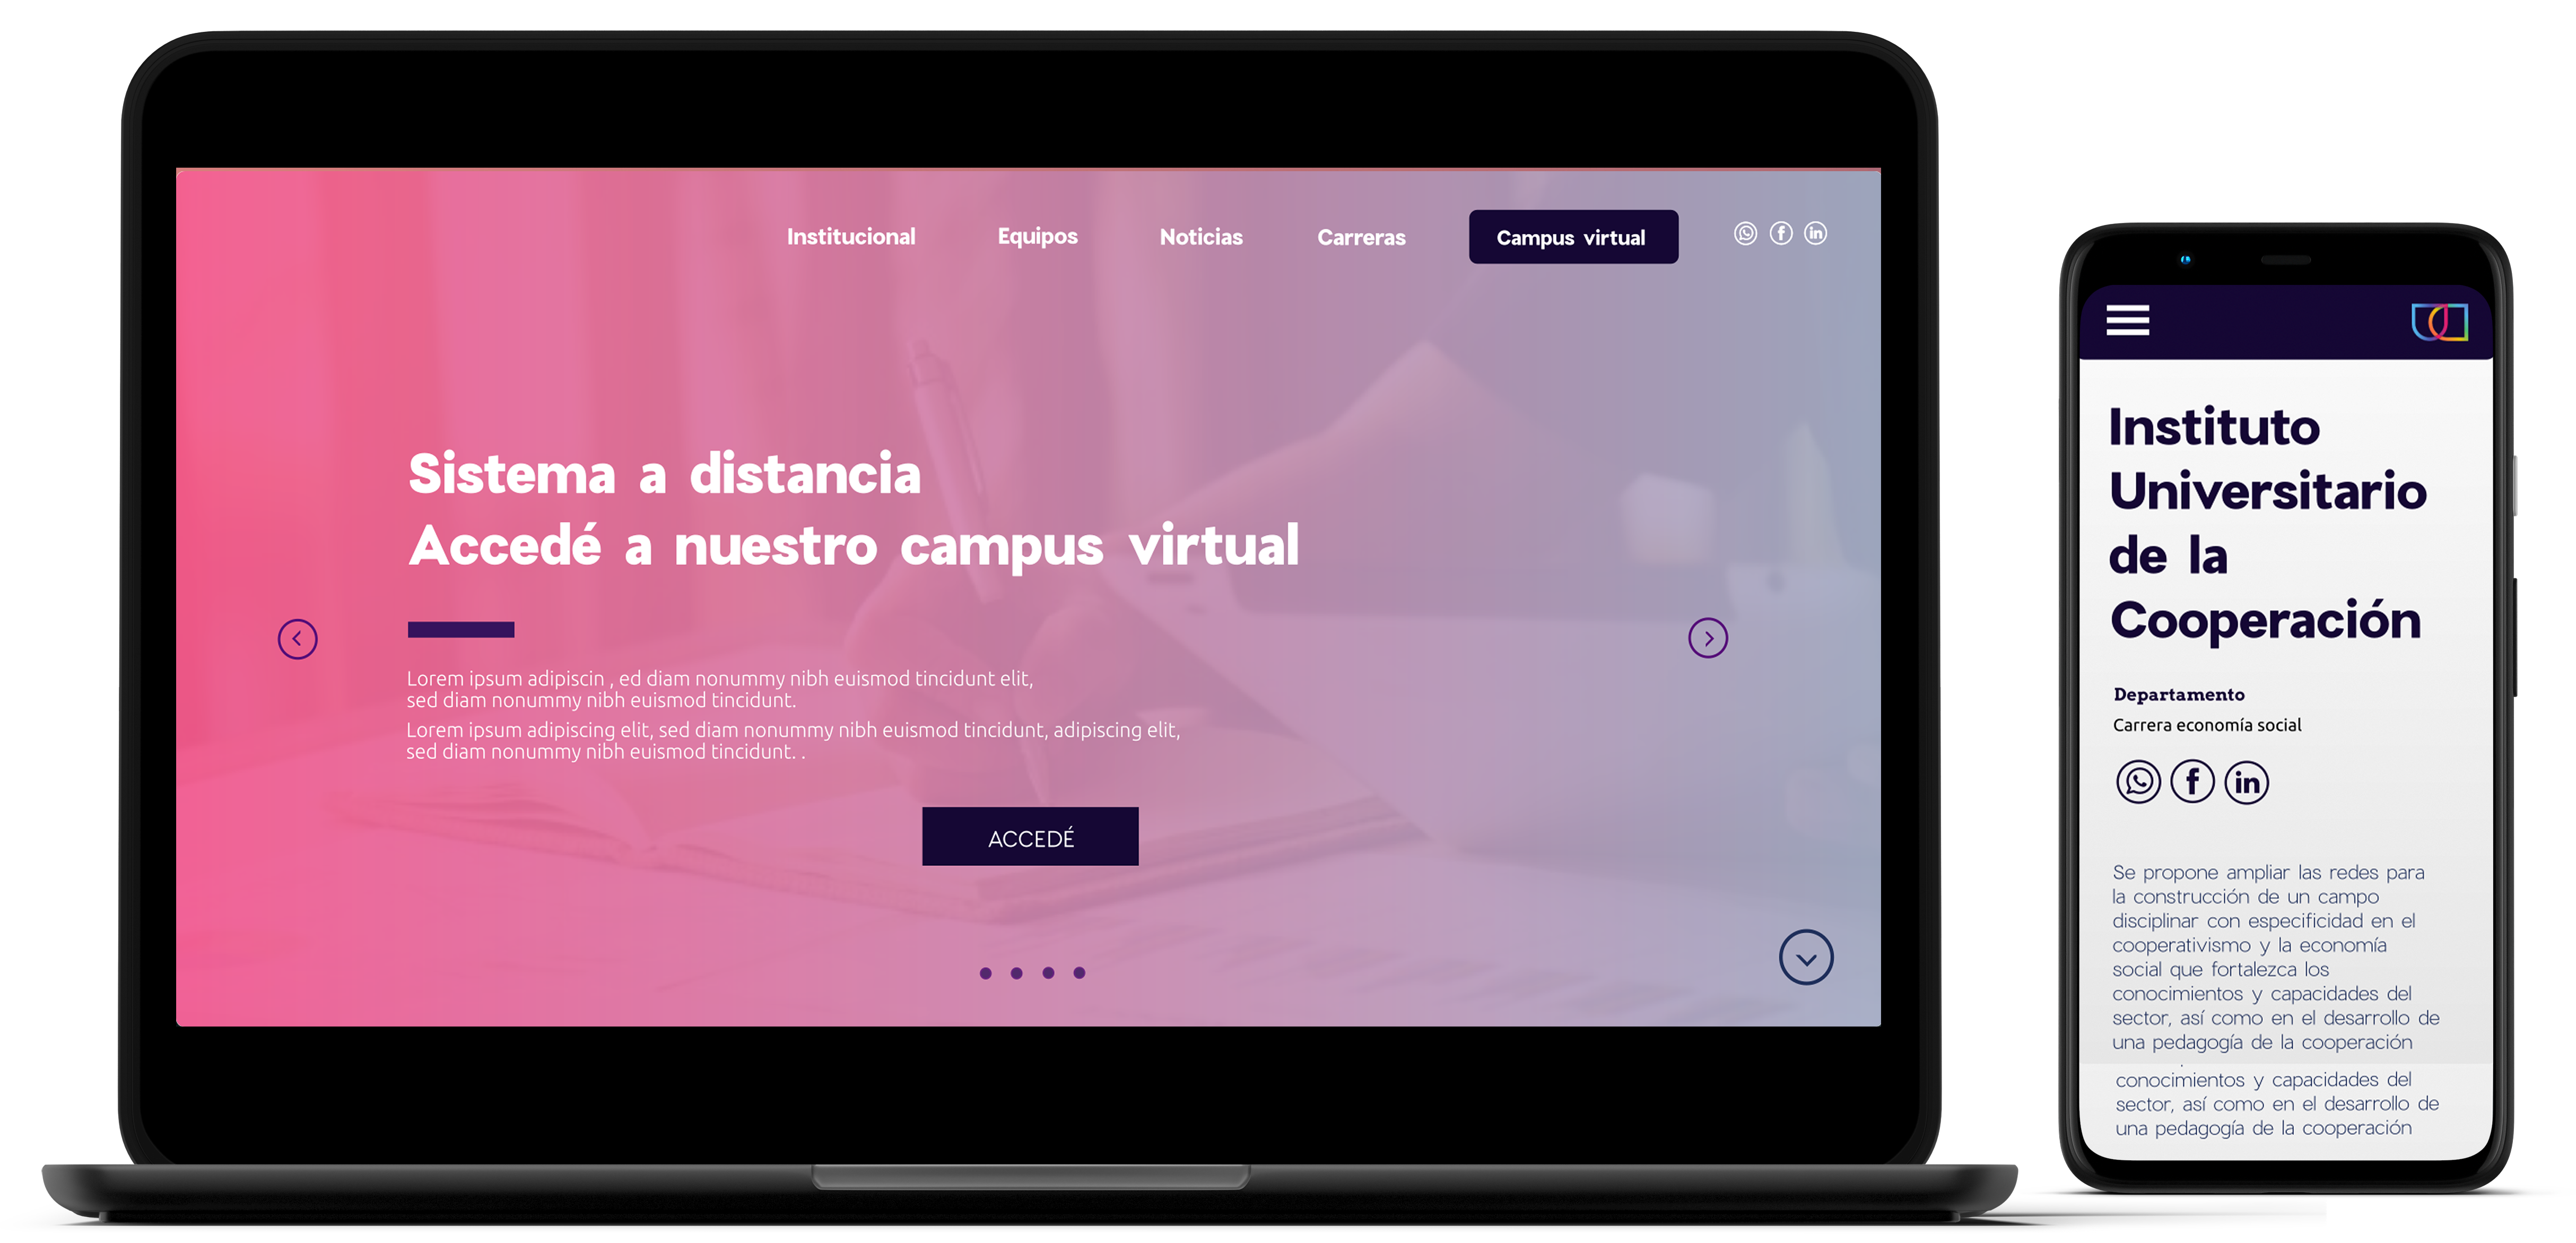 Institucional Equipos Noticias Carreras Campus virtual
Sistema a distancia
Accedé a nuestro campus virtual
Lorem ipsum adipiscin , ed diam nonummy nibh euismod tincidunt elit,
sed diam nonummy nibh euismod tincidunt.
Lorem ipsum adipiscing elit, sed diam nonummy nibh euismod tincidunt, adipiscing elit,
sed diam nonummy nibh euismod tincidunt. .
ACCEDÉ
Instituto
Universitario
de la
Cooperación
Departamento
Carrera economía social
Se propone ampliar las redes para
la construcción de un campo
disciplinar con especificidad en el
cooperativismo y la economía
social que fortalezca los
conocimientos y capacidades del
sector, así como en el desarrollo de
una pedagogía de la cooperación
conocimientos y capacidades del
sector, así como en el desarrollo de
una pedagogía de la cooperación